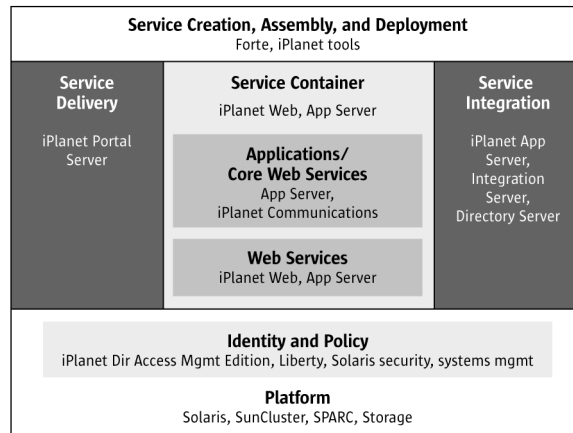 Service Creation, Assembly, and Deployment
Forte, iPlanet tools
Service
Delivery
iPlanet Portal
Server
Service Container
iPlanet Web, App Server
Applications/
Core Web Services
App Server,
iPlanet Communications
Web Services
iPlanet Web, App Server
Service
Integration
iPlanet App
Server,
Integration
Server,
Directory Server
Identity and Policy
iPlanet Dir Access Mgmt Edition, Liberty, Solaris security, systems mgmt
Platform
Solaris, SunCluster, SPARC, Storage